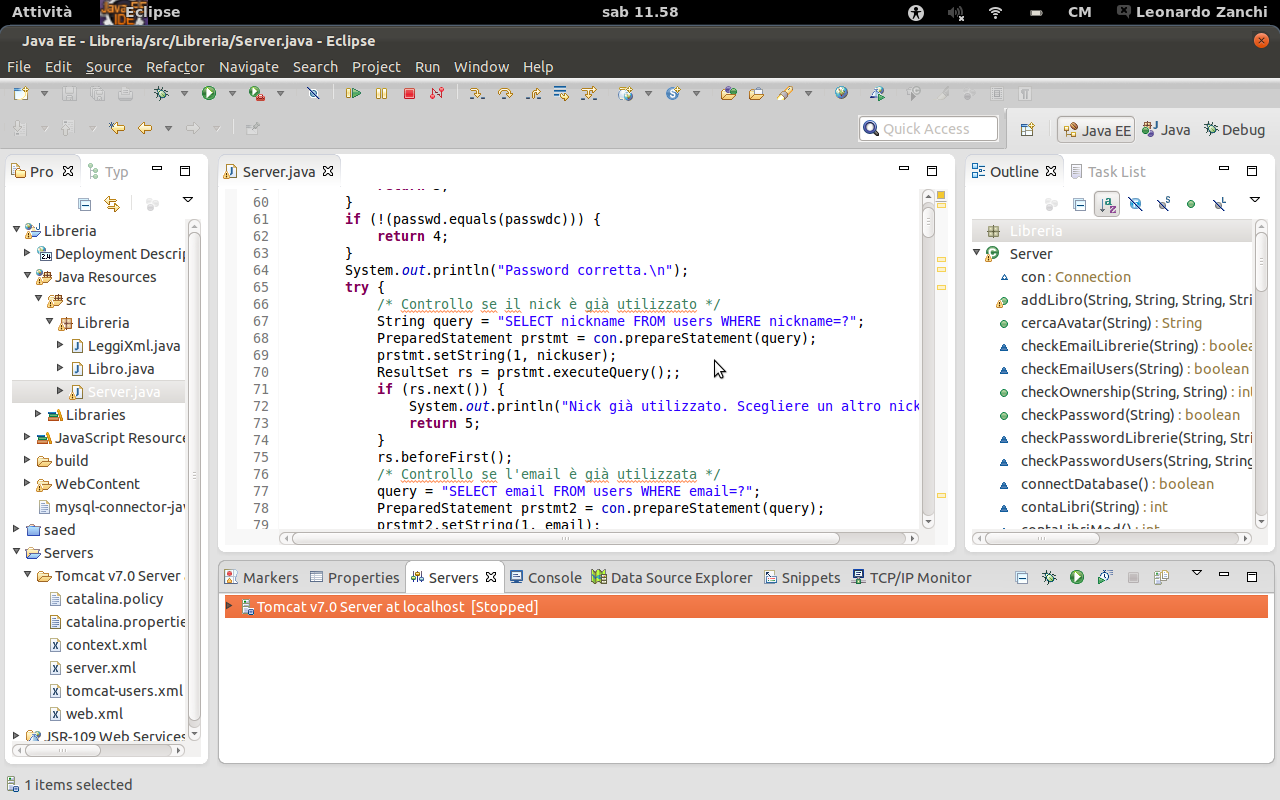 Attività Eclipse sab 11.58 CM Leonardo Zanchi
Java EE - Libreria/src/Libreria/Server.java - Eclipse
File Edit Source Refactor Navigate Search Project Run Window Help
Quick Access Java EE Java Debug
Pro Typ
Libreria
Deployment Descrip
Java Resources
src
Libreria
LeggiXml.java
Libro.java
Server.java
Libraries
JavaScript Resource
build
WebContent
mysql-connector-jav
saed
Servers
Tomcat v7.0 Server
catalina.policy
catalina.propertie
context.xml
server.xml
tomcat-users.xml
web.xml
JSR-109 Web Services
Server.java
60 }
61 if (!(passwd.equals(passwdc))) {
62 return 4;
63 }
64 System.out.println("Password corretta.\n");
65 try {
66 /* Controllo se il nick è già utilizzato */
67 String query = "SELECT nickname FROM users WHERE nickname=?";
68 PreparedStatement prstmt = con.prepareStatement(query);
69 prstmt.setString(1, nickuser);
70 ResultSet rs = prstmt.executeQuery();;
71 if (rs.next()) {
72 System.out.println("Nick già utilizzato. Scegliere un altro nick
73 return 5;
74 }
75 rs.beforeFirst();
76 /* Controllo se l'email è già utilizzata */
77 query = "SELECT email FROM users WHERE email=?";
78 PreparedStatement prstmt2 = con.prepareStatement(query);
79 prstmt2.setString(1, email);
Outline Task List
Libreria
Server
con : Connection
addLibro(String, String, String, Stri
cercaAvatar(String) : String
checkEmailLibrerie(String) : boolea
checkEmailUsers(String) : boolean
checkOwnership(String, String) : int
checkPassword(String) : boolean
checkPasswordLibrerie(String, Strin
checkPasswordUsers(String, String
connectDatabase() : boolean
contaLibri(String) : int
contaLibriMod() : int
Markers Properties Servers Console Data Source Explorer Snippets TCP/IP Monitor
Tomcat v7.0 Server at localhost [Stopped]
1 items selected